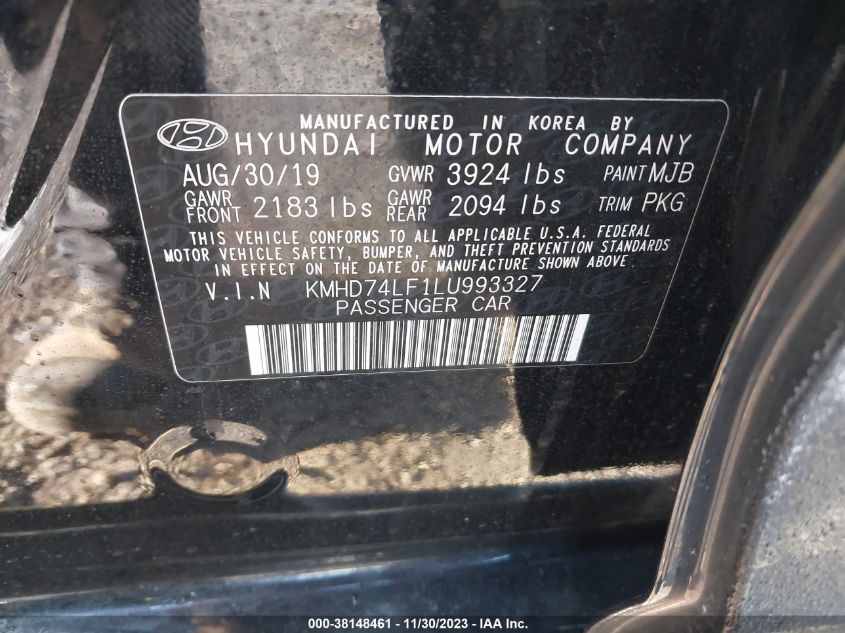 MANUFACTURED IN KOREA BY
HYUNDAI MOTOR COMPANY
AUG/30/19 GVWR 3924 lbs PAINT MJB
GAWR FRONT 2183 lbs GAWR REAR 2094 lbs TRIM PKG
THIS VEHICLE CONFORMS TO ALL APPLICABLE U.S.A. FEDERAL
MOTOR VEHICLE SAFETY, BUMPER, AND THEFT PREVENTION STANDARDS
IN EFFECT ON THE DATE OF MANUFACTURE SHOWN ABOVE.
V.I.N KMHD74LF1LU993327
PASSENGER CAR
000-38148461 - 11/30/2023 - IAA Inc.